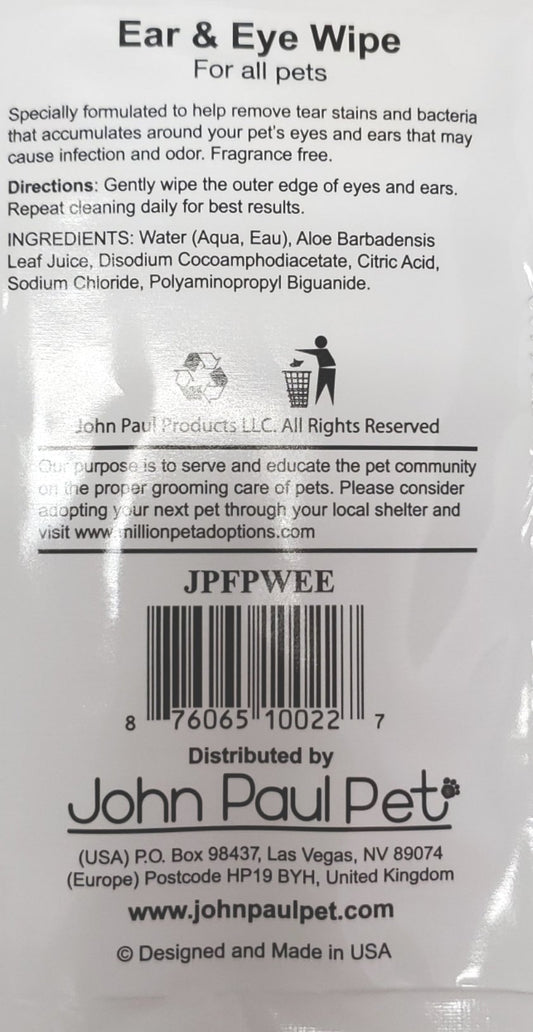 Ear & Eye Wipe
For all pets
Specially formulated to help remove tear stains and bacteria
that accumulates around your pet's eyes and ears that may
cause infection and odor. Fragrance free.
Directions: Gently wipe the outer edge of eyes and ears.
Repeat cleaning daily for best results.
INGREDIENTS: Water (Aqua, Eau), Aloe Barbadensis
Leaf Juice, Disodium Cocoamphodiacetate, Citric Acid,
Sodium Chloride, Polyaminopropyl Biguanide.
John Paul Products LLC. All Rights Reserved
Our purpose is to serve and educate the pet community
on the proper grooming care of pets. Please consider
adopting your next pet through your local shelter and
visit www.millionpetadoptions.com
JPFPWEE
8 76065 10022 7
Distributed by
John Paul Pet
(USA) P.O. Box 98437, Las Vegas, NV 89074
(Europe) Postcode HP19 BYH, United Kingdom
www.johnpaulpet.com
© Designed and Made in USA